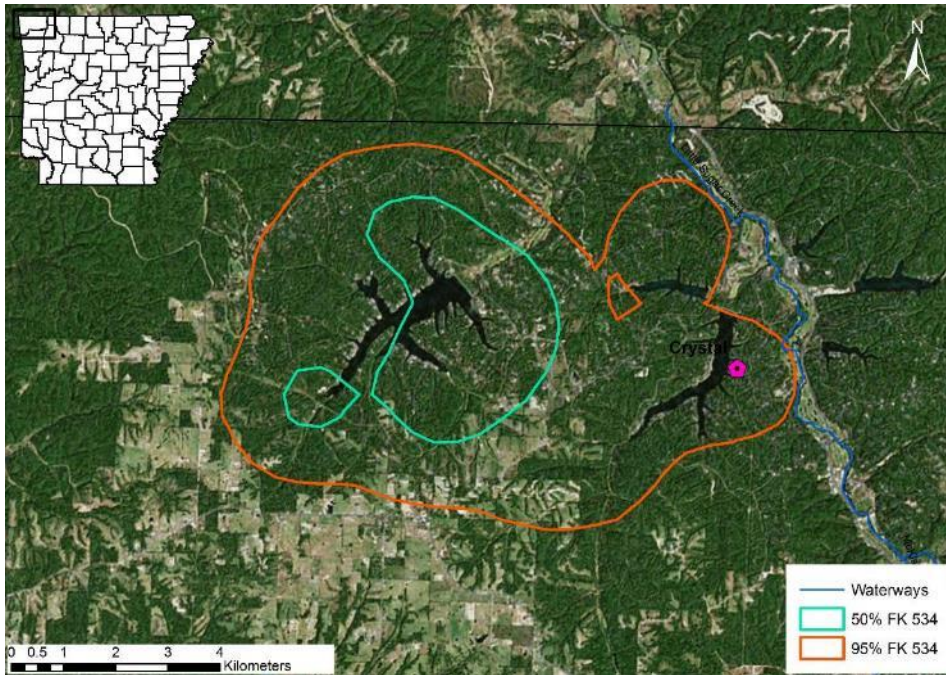 N
Crystal
Waterways
50% FK 534
95% FK 534
0 0.5 1 2 3 4
Kilometers